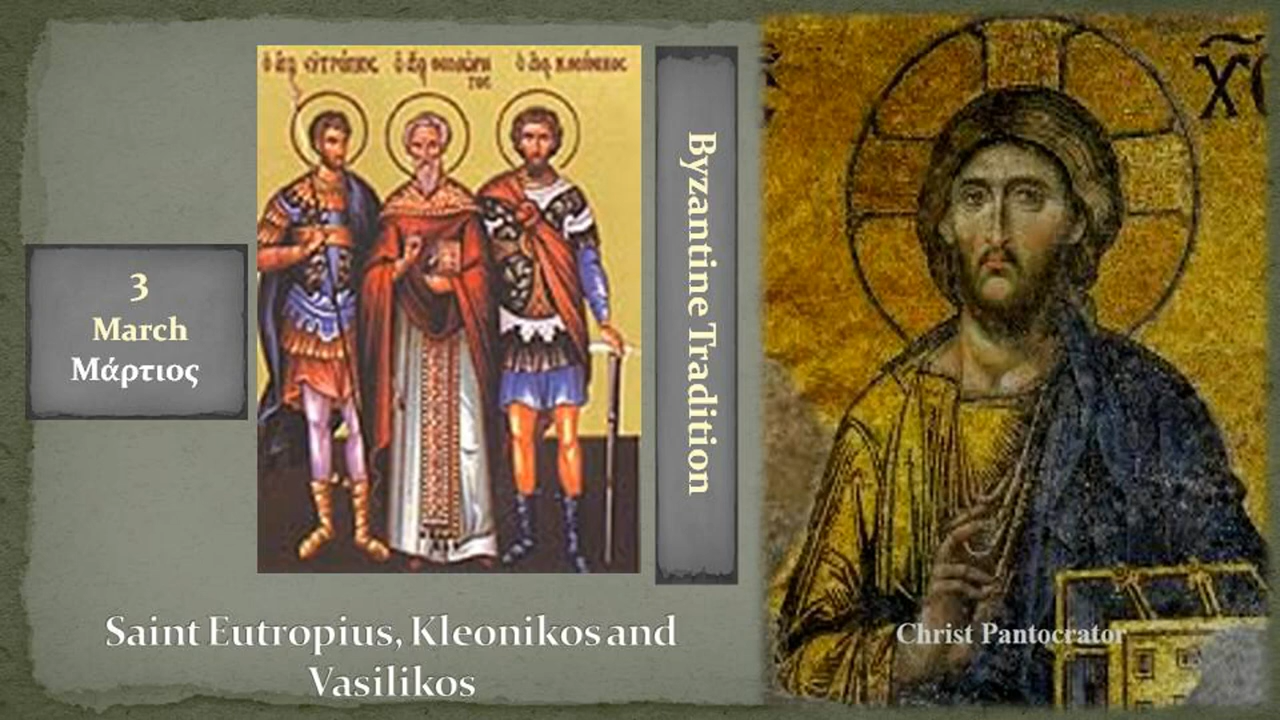 3
March
Μάρτιος
Byzantine Tradition
Saint Eutropius, Kleonikos and
Vasilikos
Christ Pantocrator